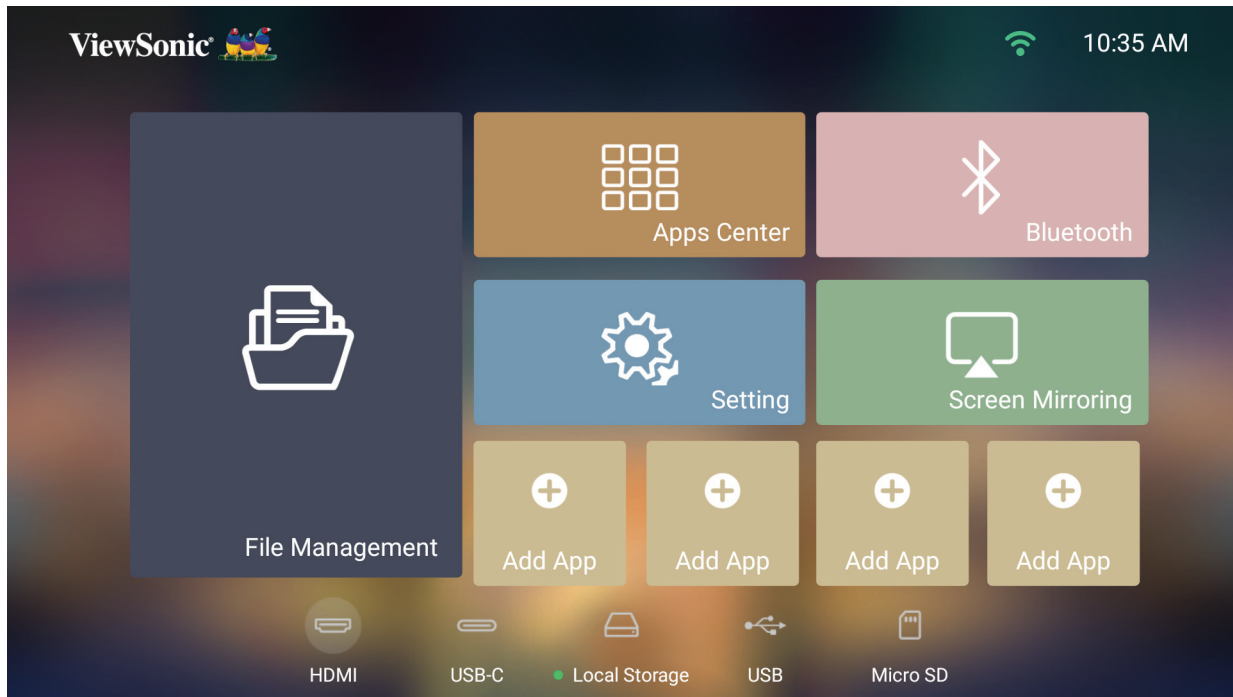 ViewSonic®
10:35 AM
Apps Center
Bluetooth
Setting
Screen Mirroring
File Management
Add App
Add App
Add App
Add App
HDMI
USB-C
Local Storage
USB
Micro SD